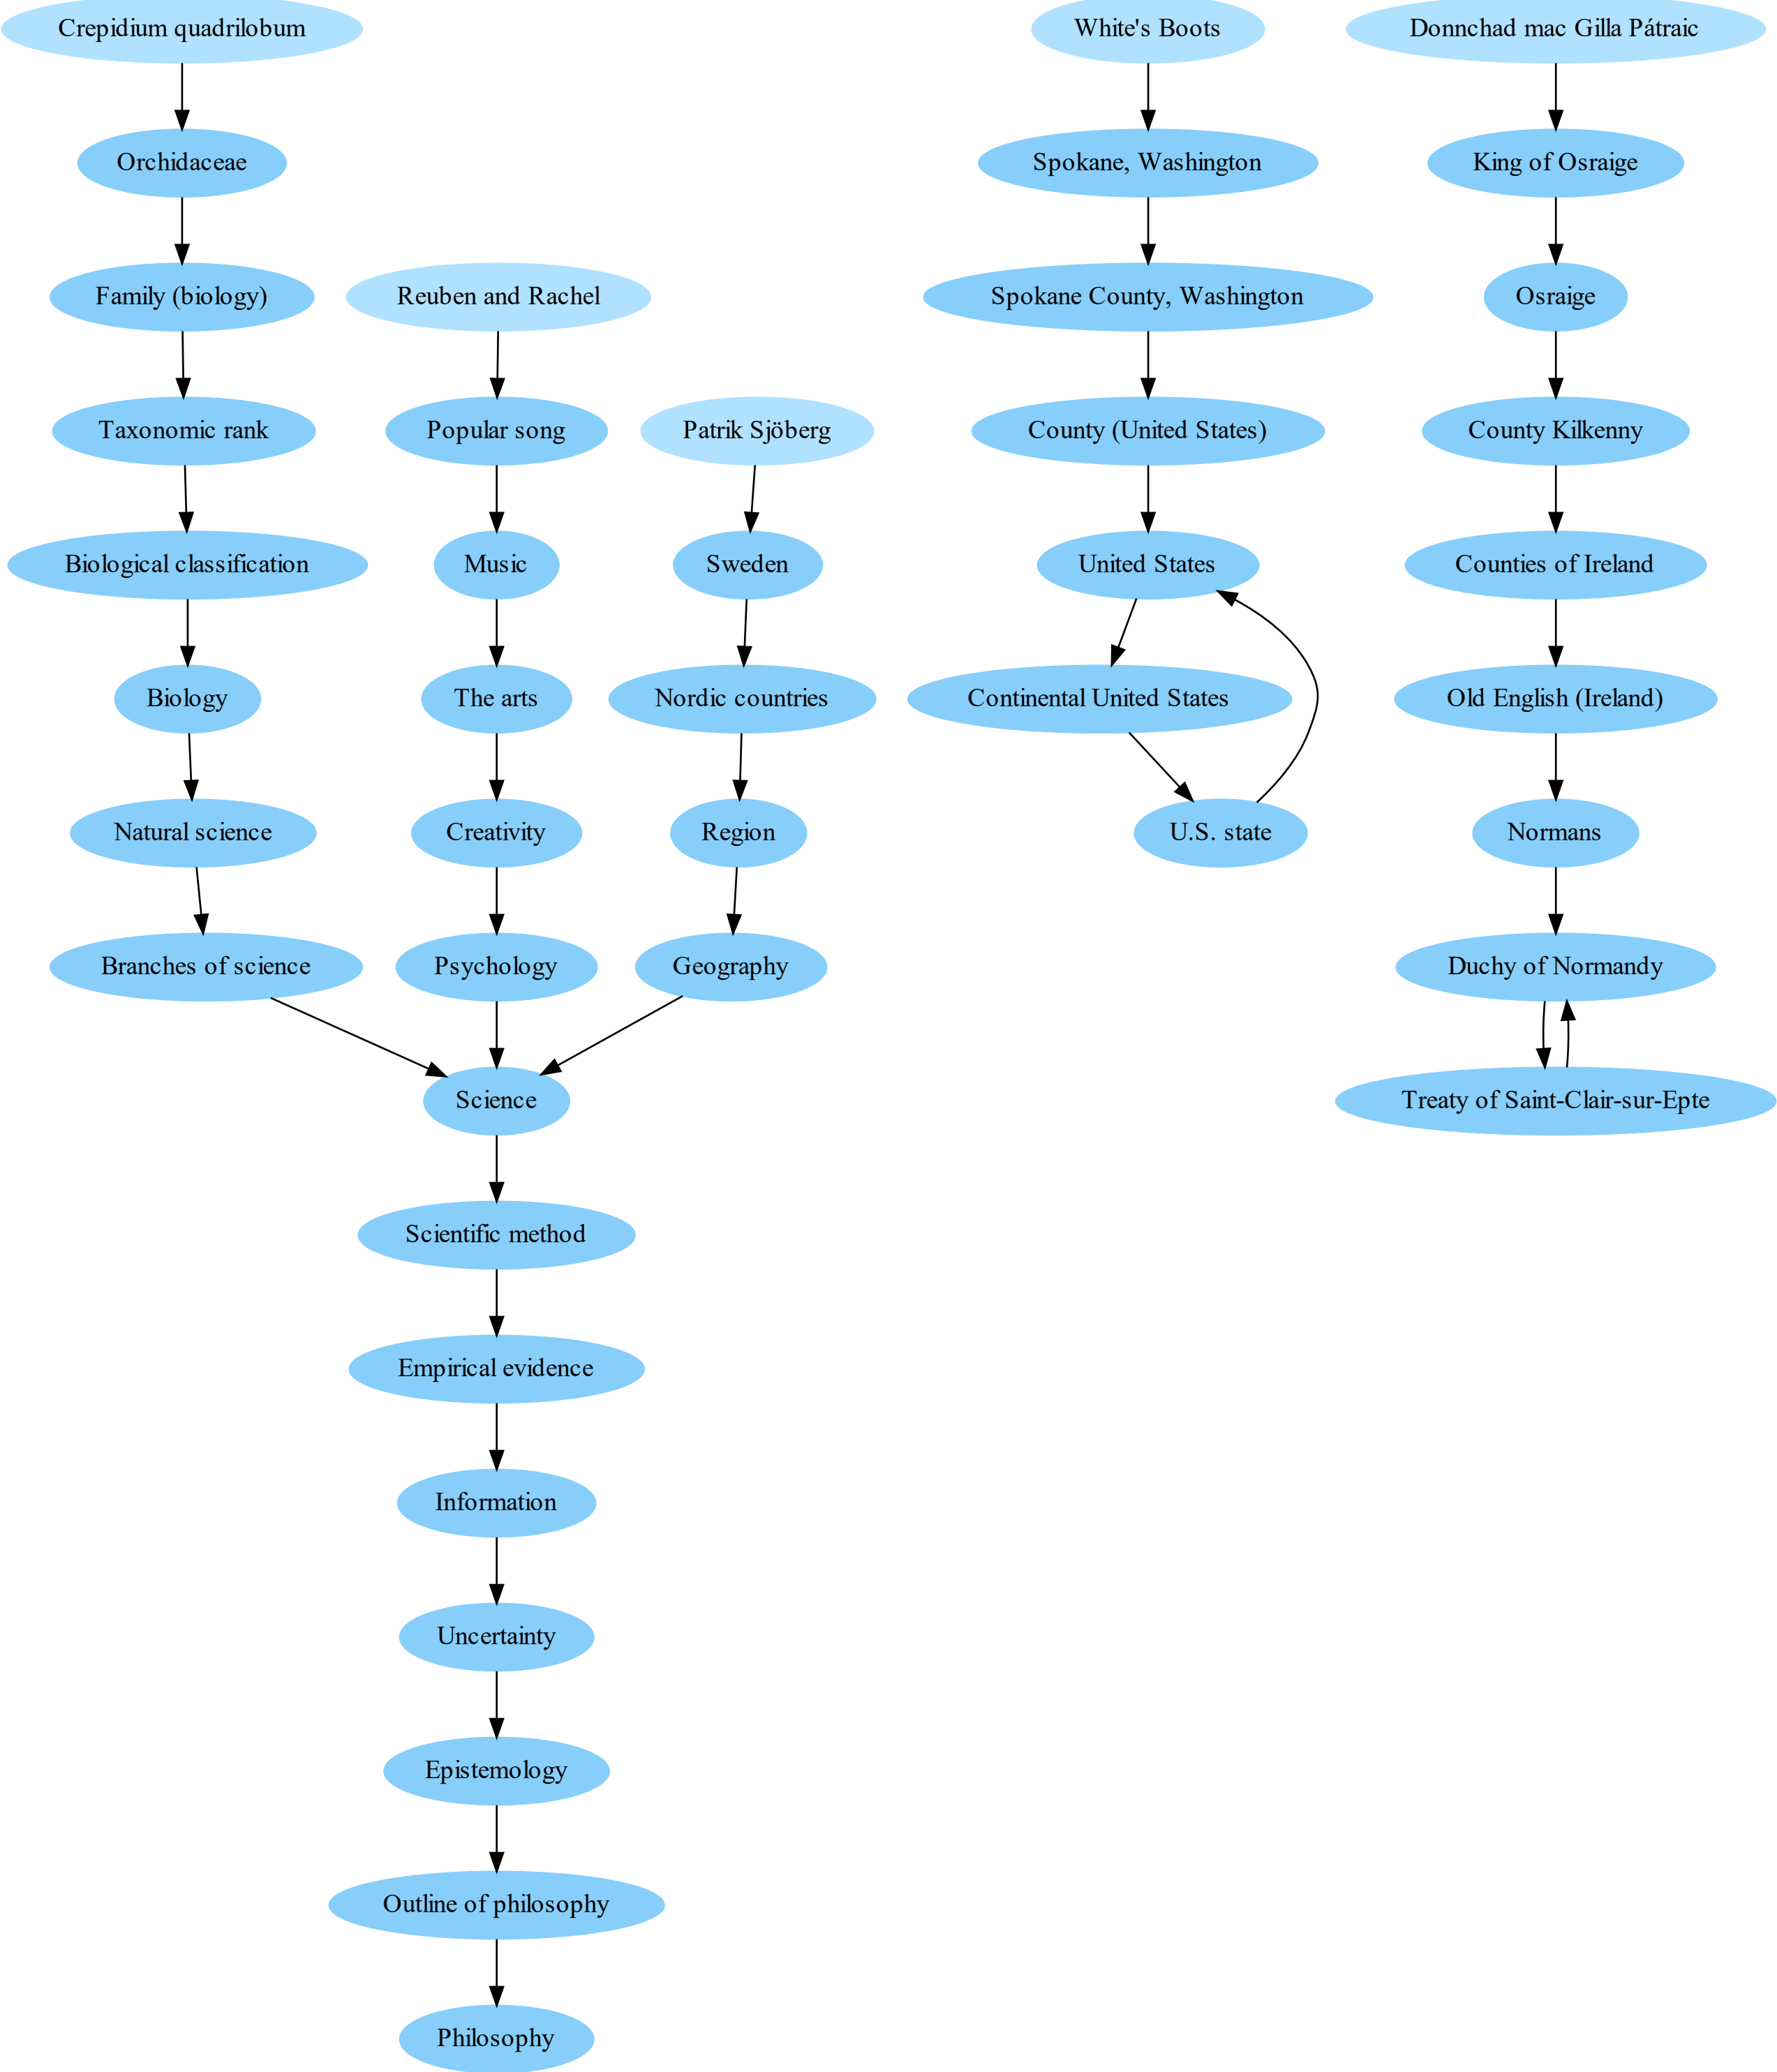 Crepidium quadrilobum
White's Boots
Donnchad mac Gilla Pátraic
Orchidaceae
Spokane, Washington
King of Osraige
Family (biology)
Reuben and Rachel
Spokane County, Washington
Osraige
Taxonomic rank
Popular song
Patrik Sjöberg
County (United States)
County Kilkenny
Biological classification
Music
Sweden
United States
Counties of Ireland
Biology
The arts
Nordic countries
Continental United States
Old English (Ireland)
Natural science
Creativity
Region
U.S. state
Normans
Branches of science
Psychology
Geography
Duchy of Normandy
Science
Treaty of Saint-Clair-sur-Epte
Scientific method
Empirical evidence
Information
Uncertainty
Epistemology
Outline of philosophy
Philosophy